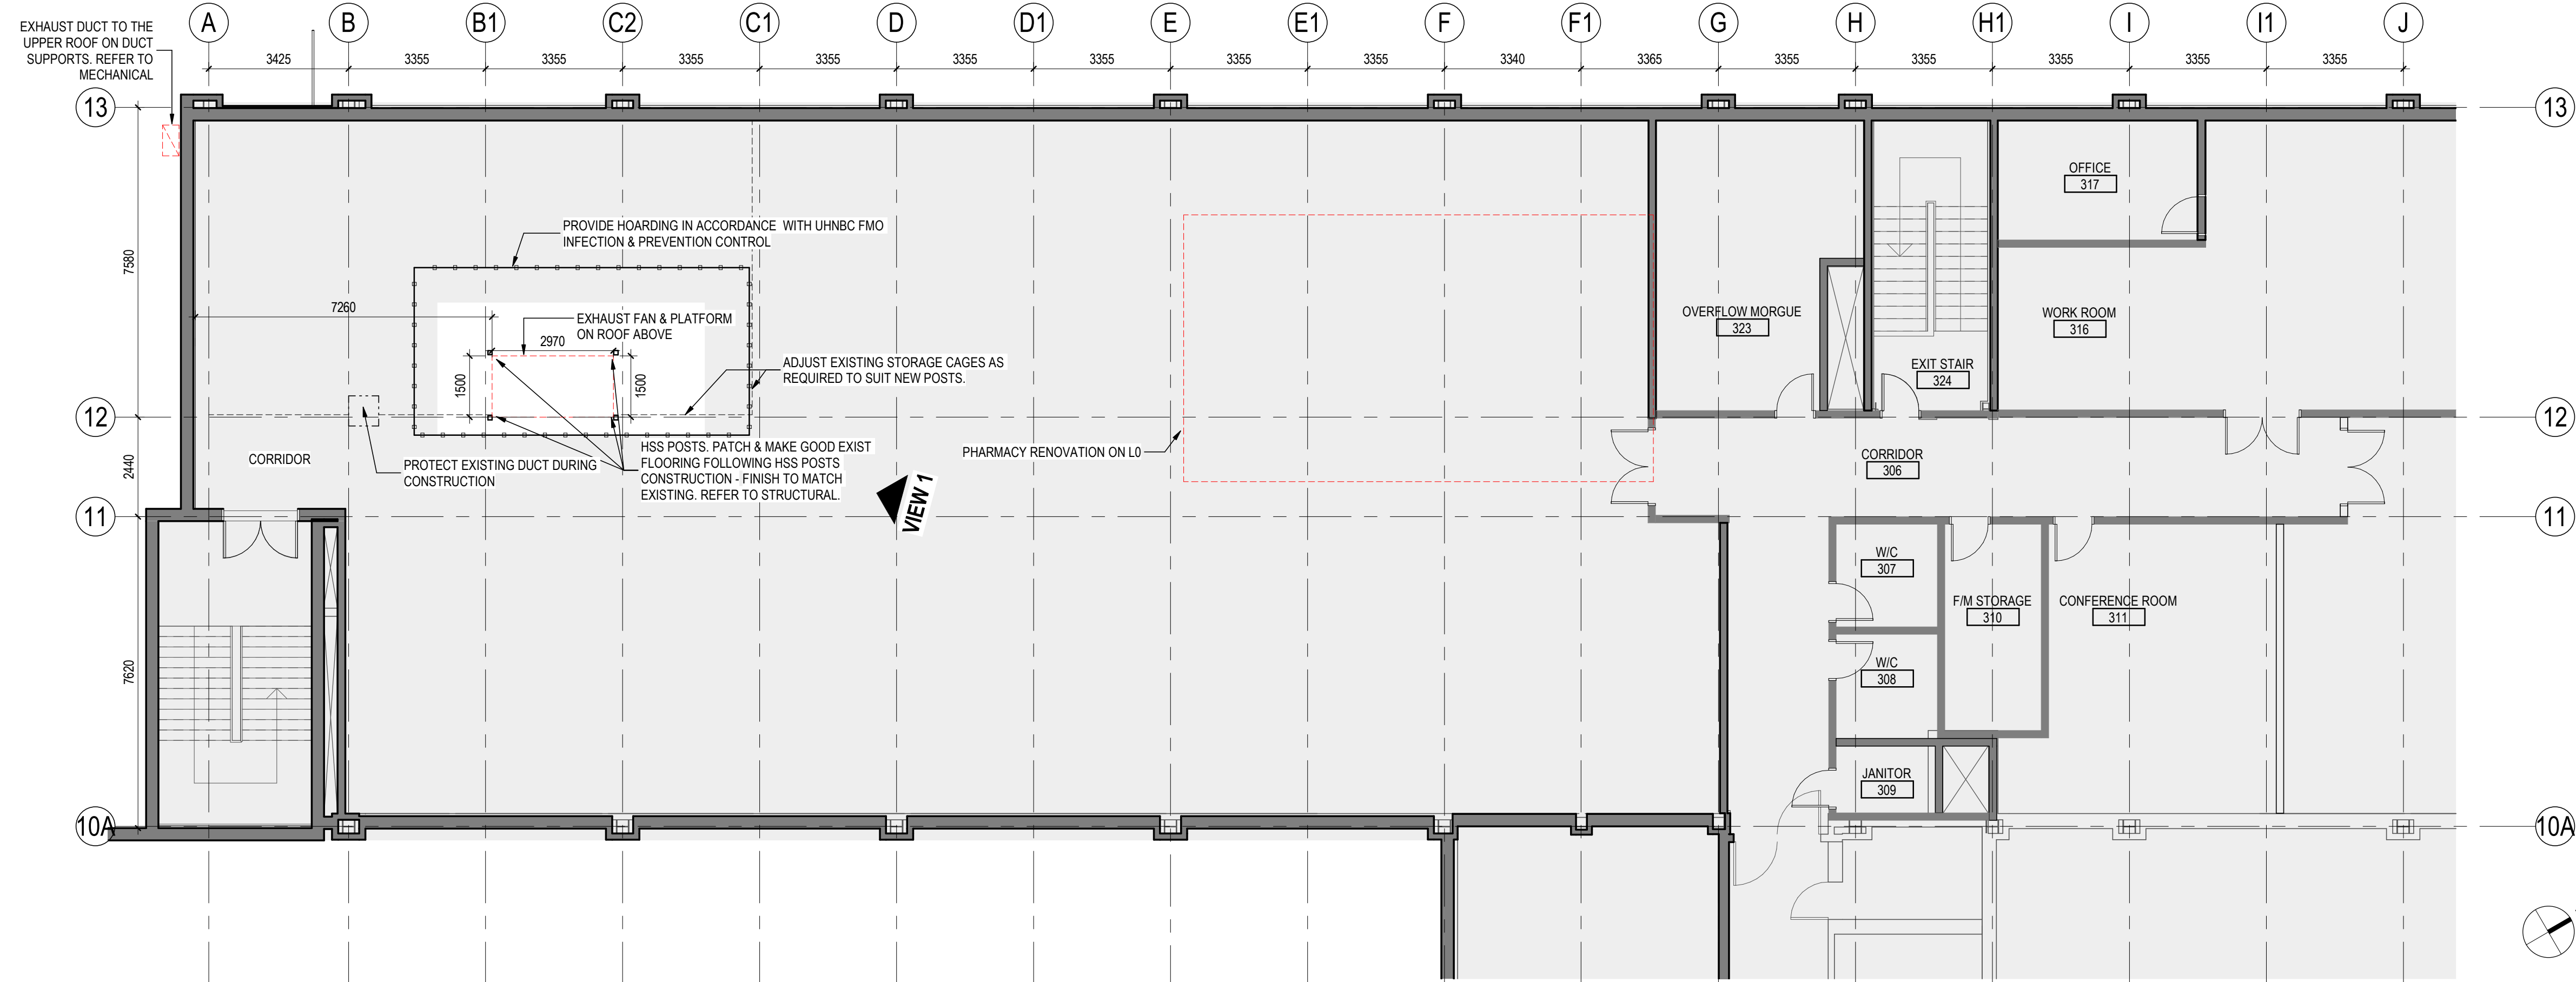 A B B1 C2 C1 D D1 E E1 F F1 G H H1 I I1 J
EXHAUST DUCT TO THE
UPPER ROOF ON DUCT
SUPPORTS. REFER TO
MECHANICAL
3425 3355 3355 3355 3355 3355 3355 3355 3355 3340 3365 3355 3355 3355 3355 3355
13
13
7580
OFFICE
317
PROVIDE HOARDING IN ACCORDANCE WITH UHNBC FMO
INFECTION & PREVENTION CONTROL
7260
EXHAUST FAN & PLATFORM
ON ROOF ABOVE
2970
1500
1500
ADJUST EXISTING STORAGE CAGES AS
REQUIRED TO SUIT NEW POSTS.
OVERFLOW MORGUE
323
WORK ROOM
316
EXIT STAIR
324
12
12
2440
CORRIDOR
PROTECT EXISTING DUCT DURING
CONSTRUCTION
HSS POSTS. PATCH & MAKE GOOD EXIST
FLOORING FOLLOWING HSS POSTS
CONSTRUCTION - FINISH TO MATCH
EXISTING. REFER TO STRUCTURAL.
VIEW 1
PHARMACY RENOVATION ON L0
CORRIDOR
306
11
11
7620
W/C
307
F/M STORAGE
310
CONFERENCE ROOM
311
W/C
308
JANITOR
309
10A
10A